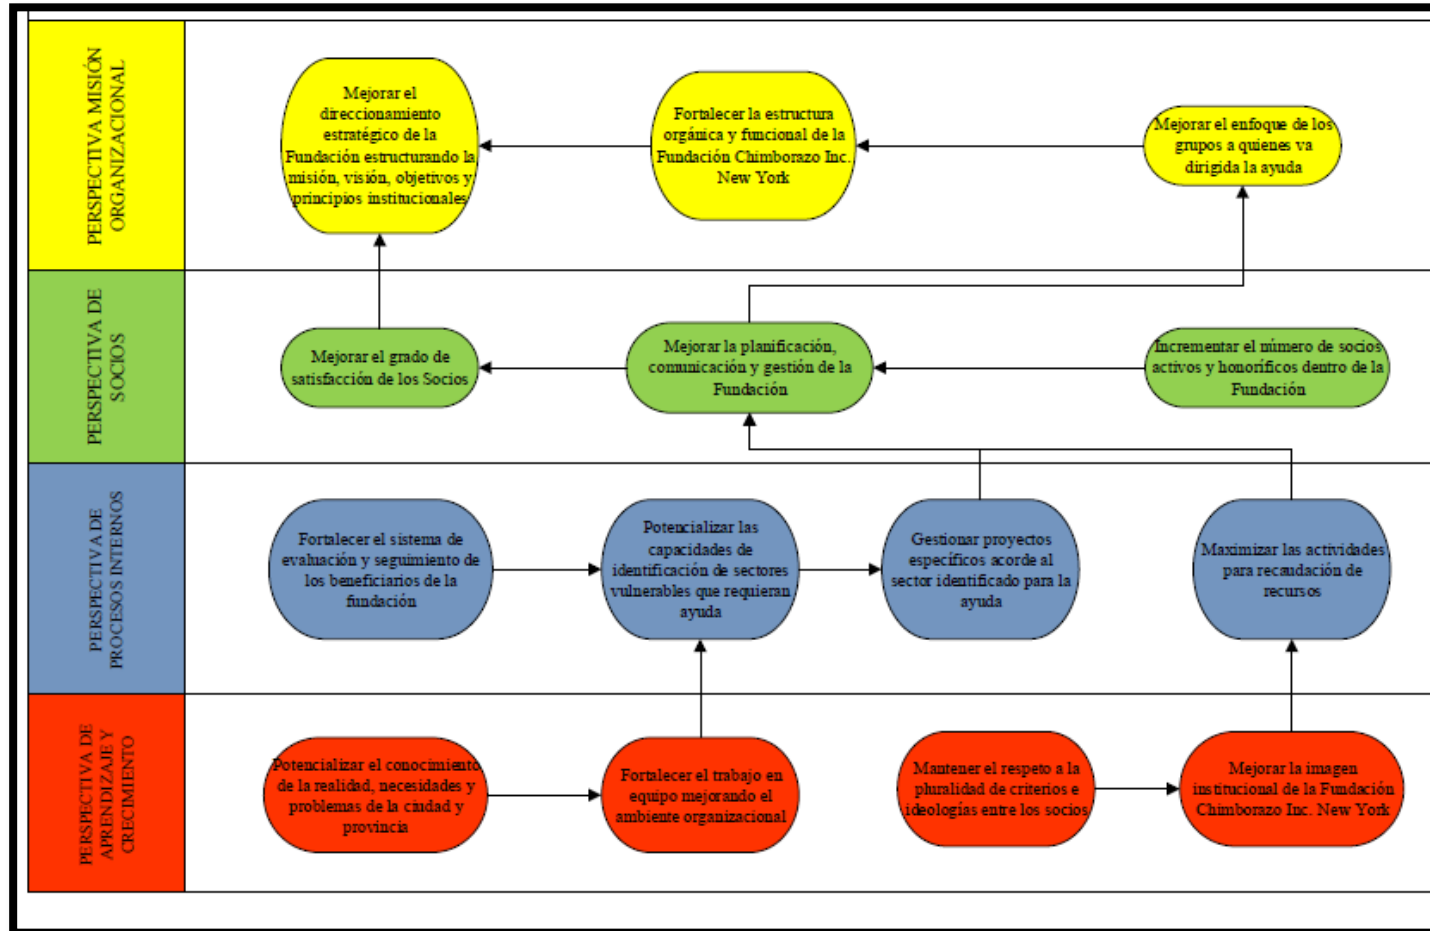 PERSPECTIVA MISIÓN
ORGANIZACIONAL
Mejorar el
direccionamiento
estratégico de la
Fundación estructurando la
misión, visión, objetivos y
principios institucionales
Fortalecer la estructura
orgánica y funcional de la
Fundación Chimborazo Inc.
New York
Mejorar el enfoque de los
grupos a quienes va
dirigida la ayuda
PERSPECTIVA DE
SOCIOS
Mejorar el grado de
satisfacción de los Socios
Mejorar la planificación,
comunicación y gestión de la
Fundación
Incrementar el número de socios
activos y honoríficos dentro de la
Fundación
PERSPECTIVA DE
PROCESOS INTERNOS
Fortalecer el sistema de
evaluación y seguimiento de
los beneficiarios de la
fundación
Potencializar las
capacidades de
identificación de sectores
vulnerables que requieran
ayuda
Gestionar proyectos
específicos acorde al
sector identificado para la
ayuda
Maximizar las actividades
para recaudación de
recursos
PERSPECTIVA DE
APRENDIZAJE Y
CRECIMIENTO
Potencializar el conocimiento
de la realidad, necesidades y
problemas de la ciudad y
provincia
Fortalecer el trabajo en
equipo mejorando el
ambiente organizacional
Mantener el respeto a la
pluralidad de criterios e
ideologías entre los socios
Mejorar la imagen
institucional de la Fundación
Chimborazo Inc. New York